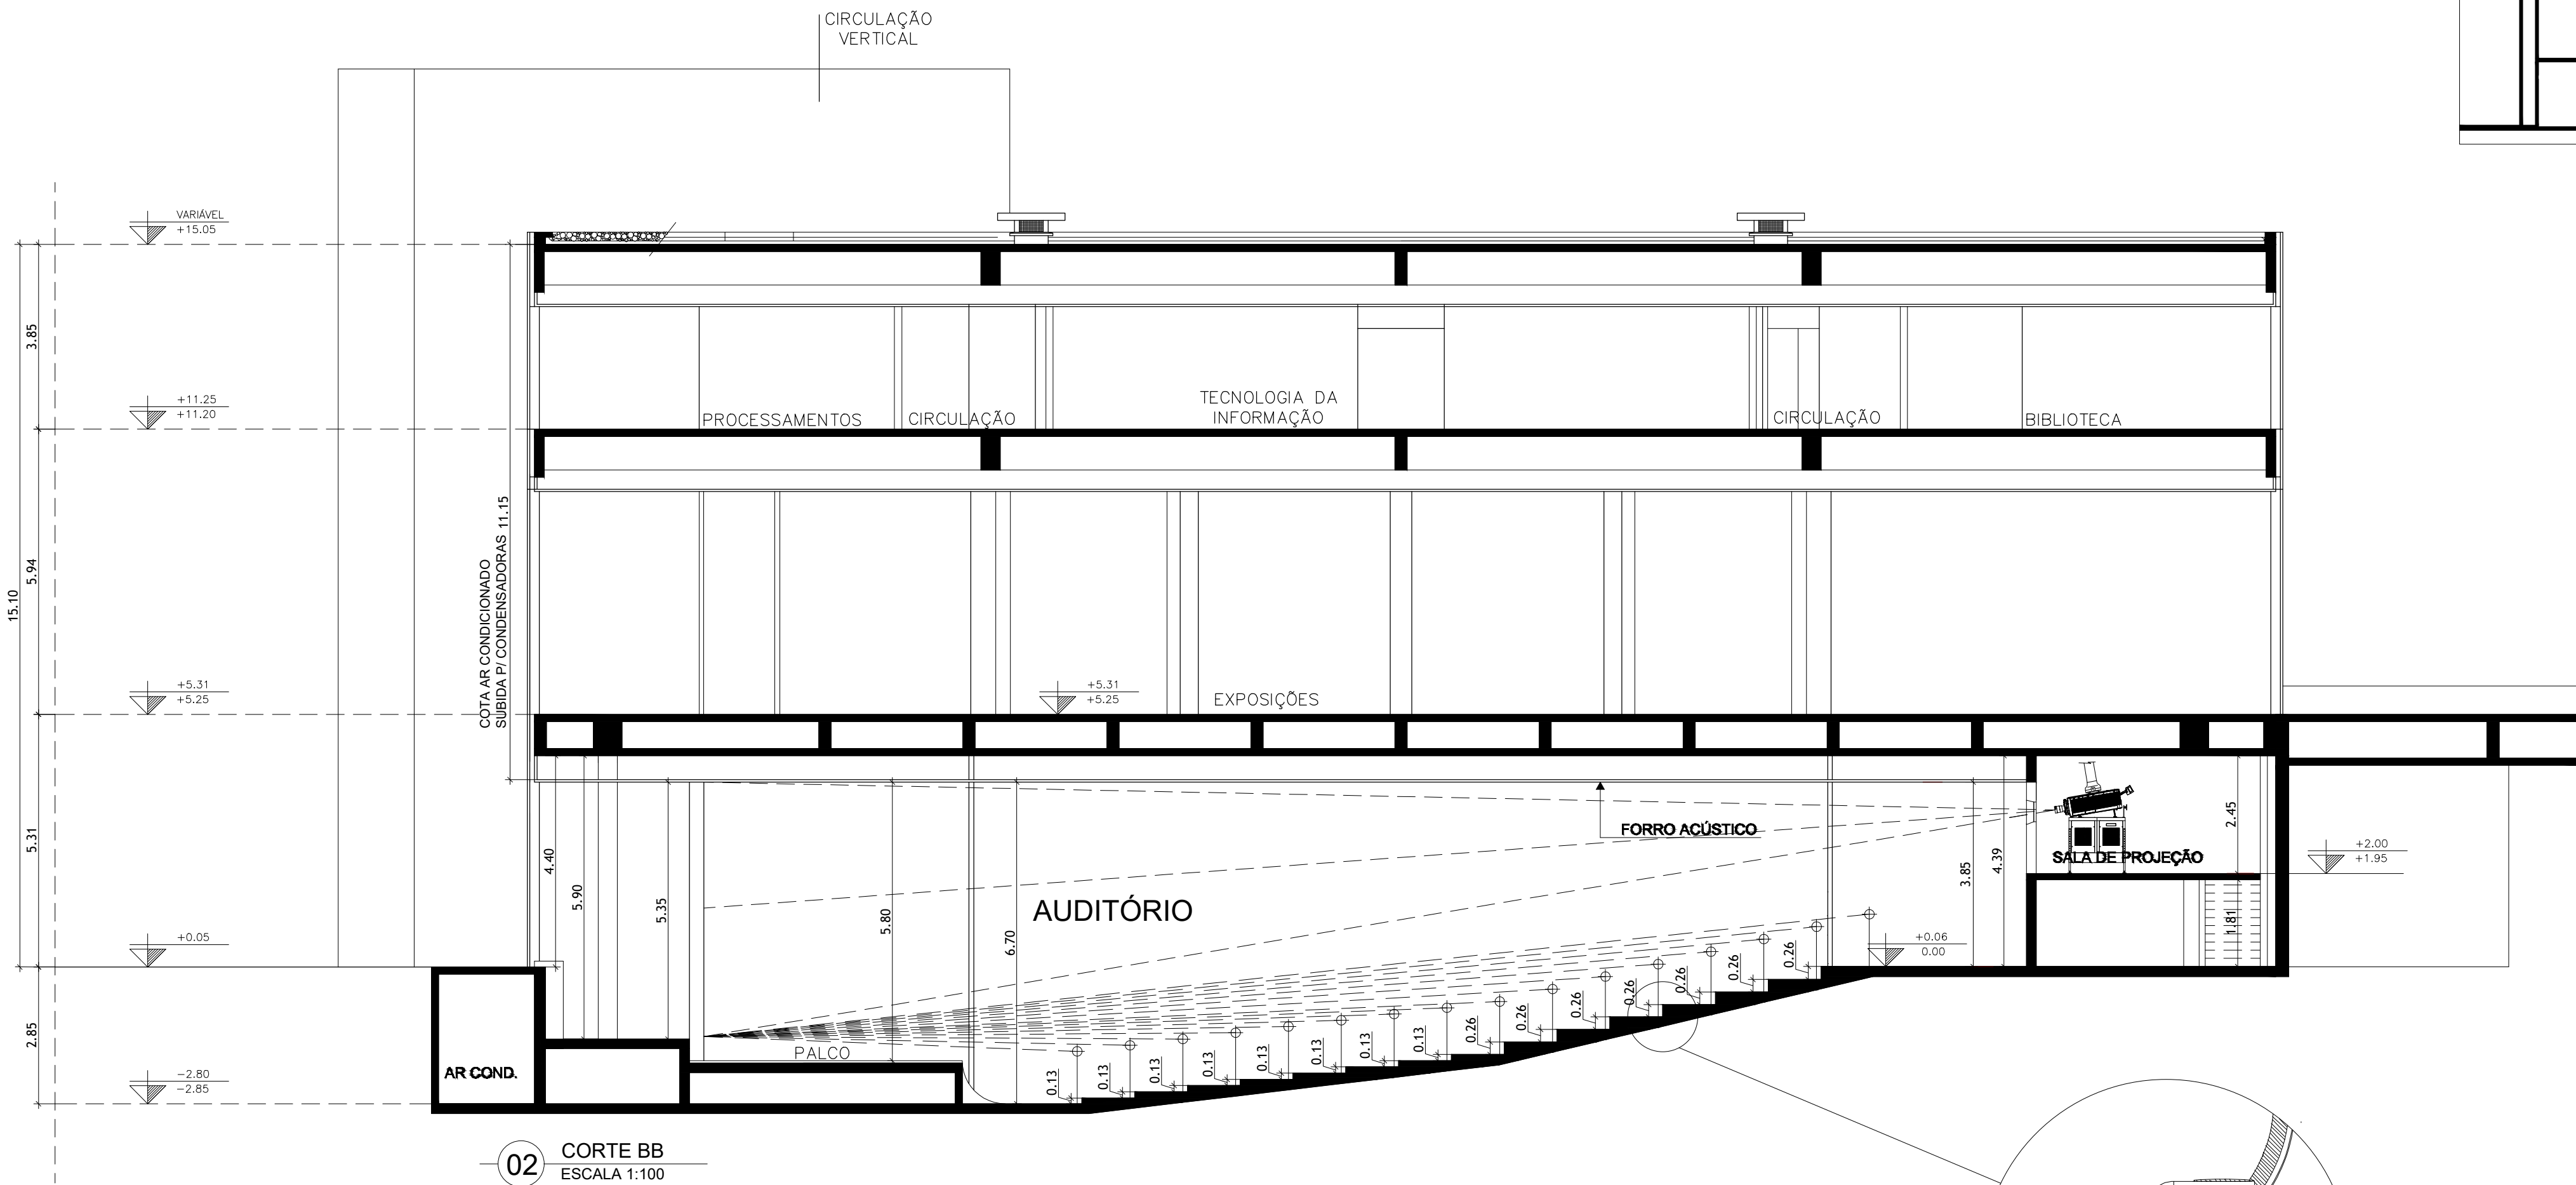 CIRCULAÇÃO
VERTICAL
VARIÁVEL
+15.05
3.85
+11.25
+11.20
PROCESSAMENTOS
CIRCULAÇÃO
TECNOLOGIA DA
INFORMAÇÃO
CIRCULAÇÃO
BIBLIOTECA
COTA AR CONDICIONADO
SUBIDA P/ CONDENSADORAS 11.15
15.10
5.94
+5.31
+5.25
+5.31
+5.25
EXPOSIÇÕES
5.31
4.40
5.90
5.35
5.80
6.70
AUDITÓRIO
FORRO ACÚSTICO
3.85
4.39
SALA DE PROJEÇÃO
2.45
1.81
+2.00
+1.95
+0.05
+0.06
0.00
2.85
-2.80
-2.85
AR COND.
PALCO
0.13
0.13
0.13
0.13
0.13
0.13
0.13
0.13
0.26
0.26
0.26
0.26
0.26
0.26
0.26
02
CORTE BB
ESCALA 1:100